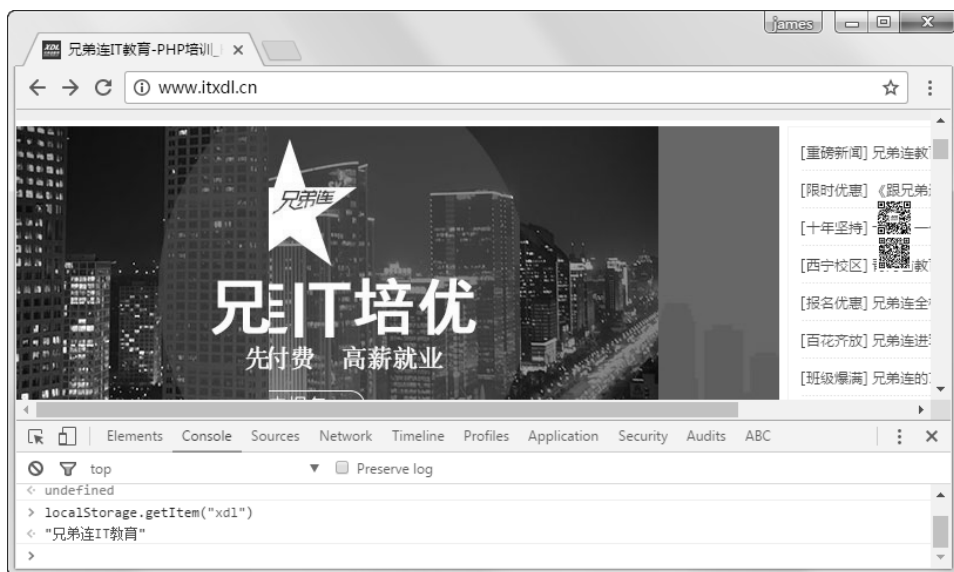 james
兄弟连IT教育-PHP培训_
www.itxdl.cn
兄弟连
[重磅新闻] 兄弟连教
[限时优惠] 《跟兄弟
[十年坚持]
[西宁校区]
[报名优惠] 兄弟连全
[百花齐放] 兄弟连进
[班级爆满] 兄弟连的
IT培优
先付费 高薪就业
Elements Console Sources Network Timeline Profiles Application Security Audits ABC
top Preserve log
undefined
> localStorage.getItem("xdl")
"兄弟连IT教育"
>